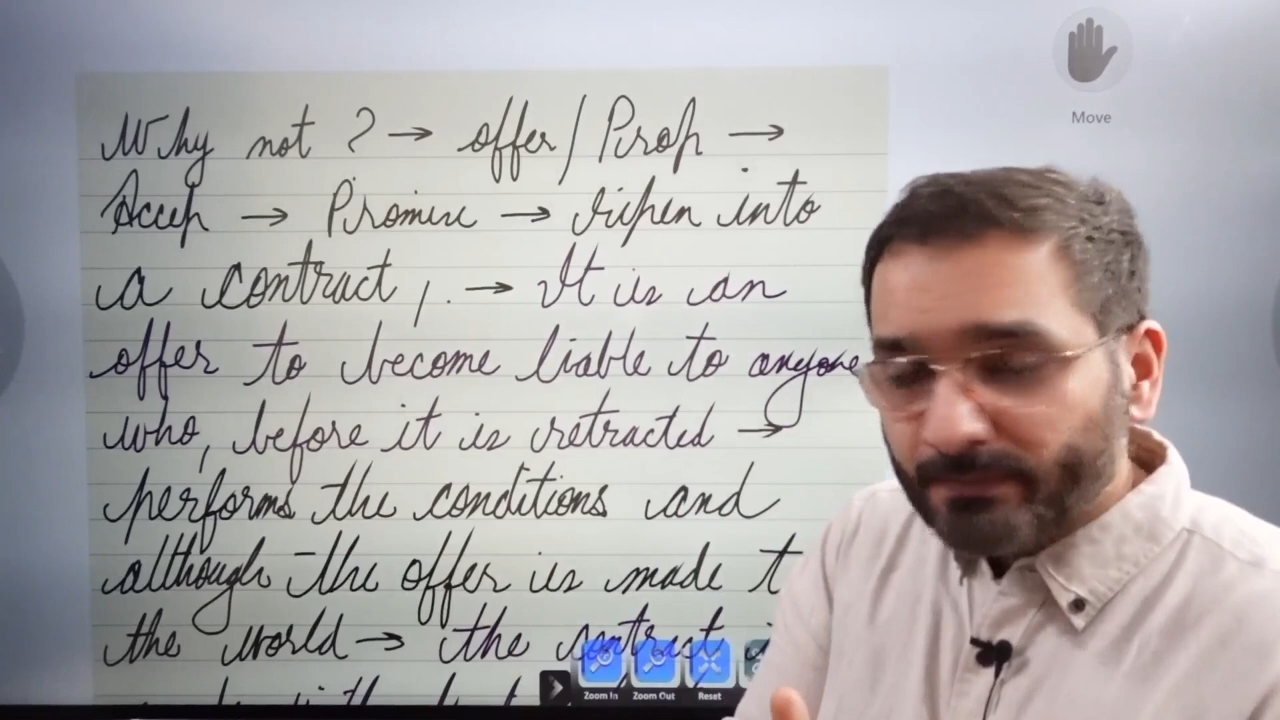 Why not ? → offer / Prop →
Accep → Promise → ripen into
a contract, . → It is an
offer to become liable to anyone
who, before it is retracted →
performs the conditions and
although the offer is made
the world → the contract
Move
Zoom In Zoom Out Reset